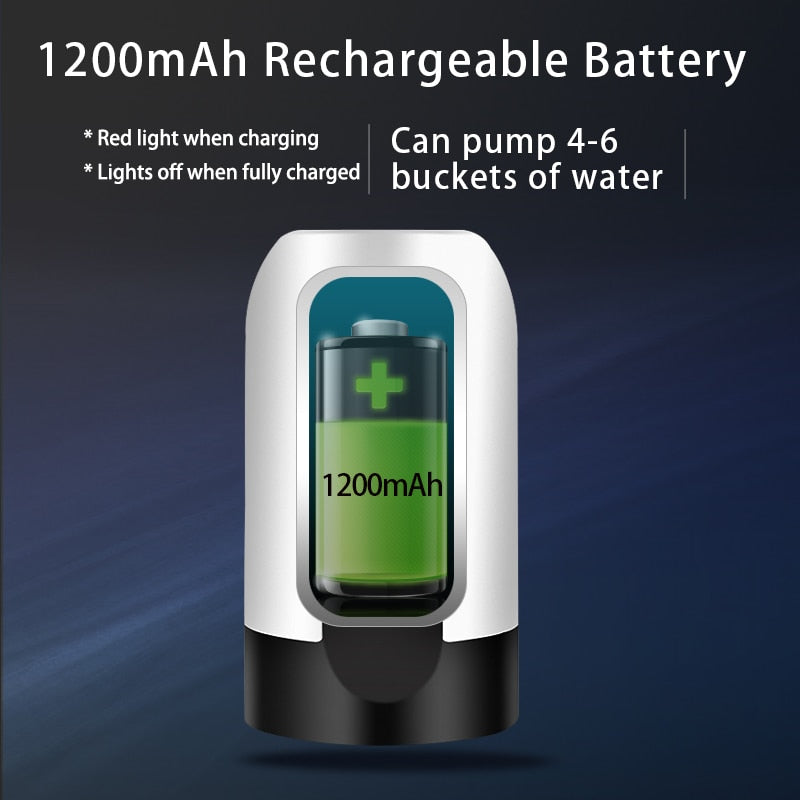 1200mAh Rechargeable Battery
* Red light when charging
* Lights off when fully charged
Can pump 4-6
buckets of water
1200mAh